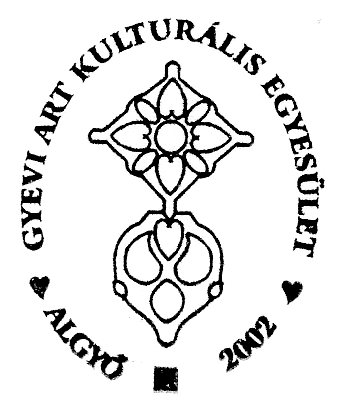 GYEVI ART KULTURÁLIS EGYESÜLET
ALGYŐ
2002